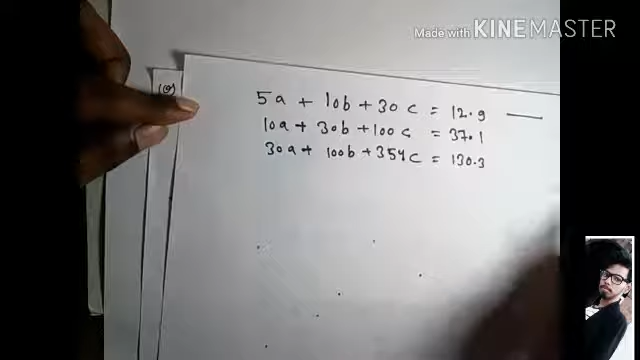 Made with KINEMASTER
5a + 10b + 30c = 12.9
10a + 30b + 100c = 37.1
30a + 100b + 354c = 130.3